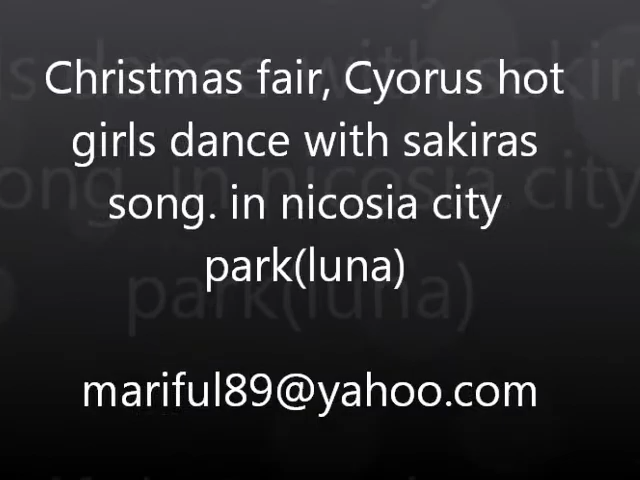 Christmas fair, Cyorus hot
girls dance with sakiras
song. in nicosia city
park(luna)
mariful89@yahoo.com